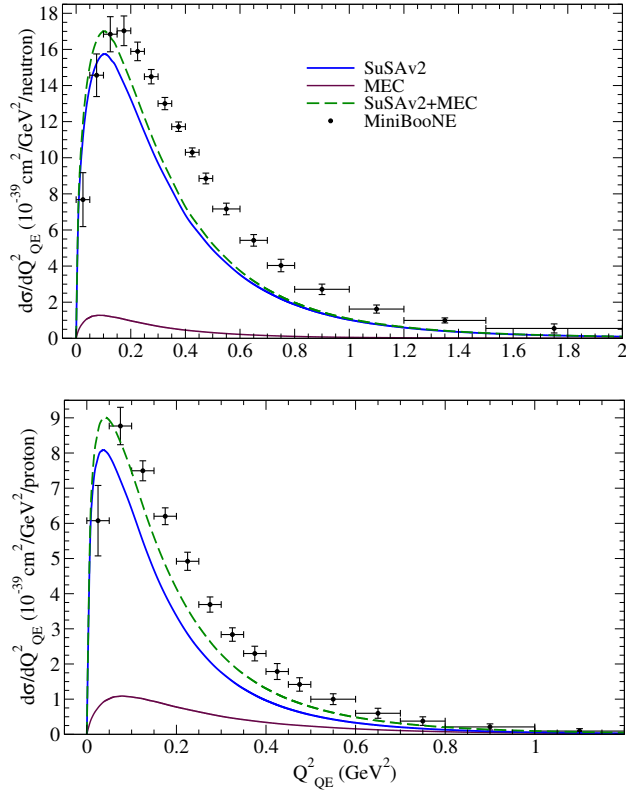 18
16
14
12
10
8
6
4
2
0
dσ/dQ²_QE (10⁻³⁹ cm²/GeV²/neutron)
SuSAv2
MEC
SuSAv2+MEC
MiniBooNE
0 0.2 0.4 0.6 0.8 1 1.2 1.4 1.6 1.8 2
9
8
7
6
5
4
3
2
1
0
dσ/dQ²_QE (10⁻³⁹ cm²/GeV²/proton)
0 0.2 0.4 0.6 0.8 1
Q²_QE (GeV²)